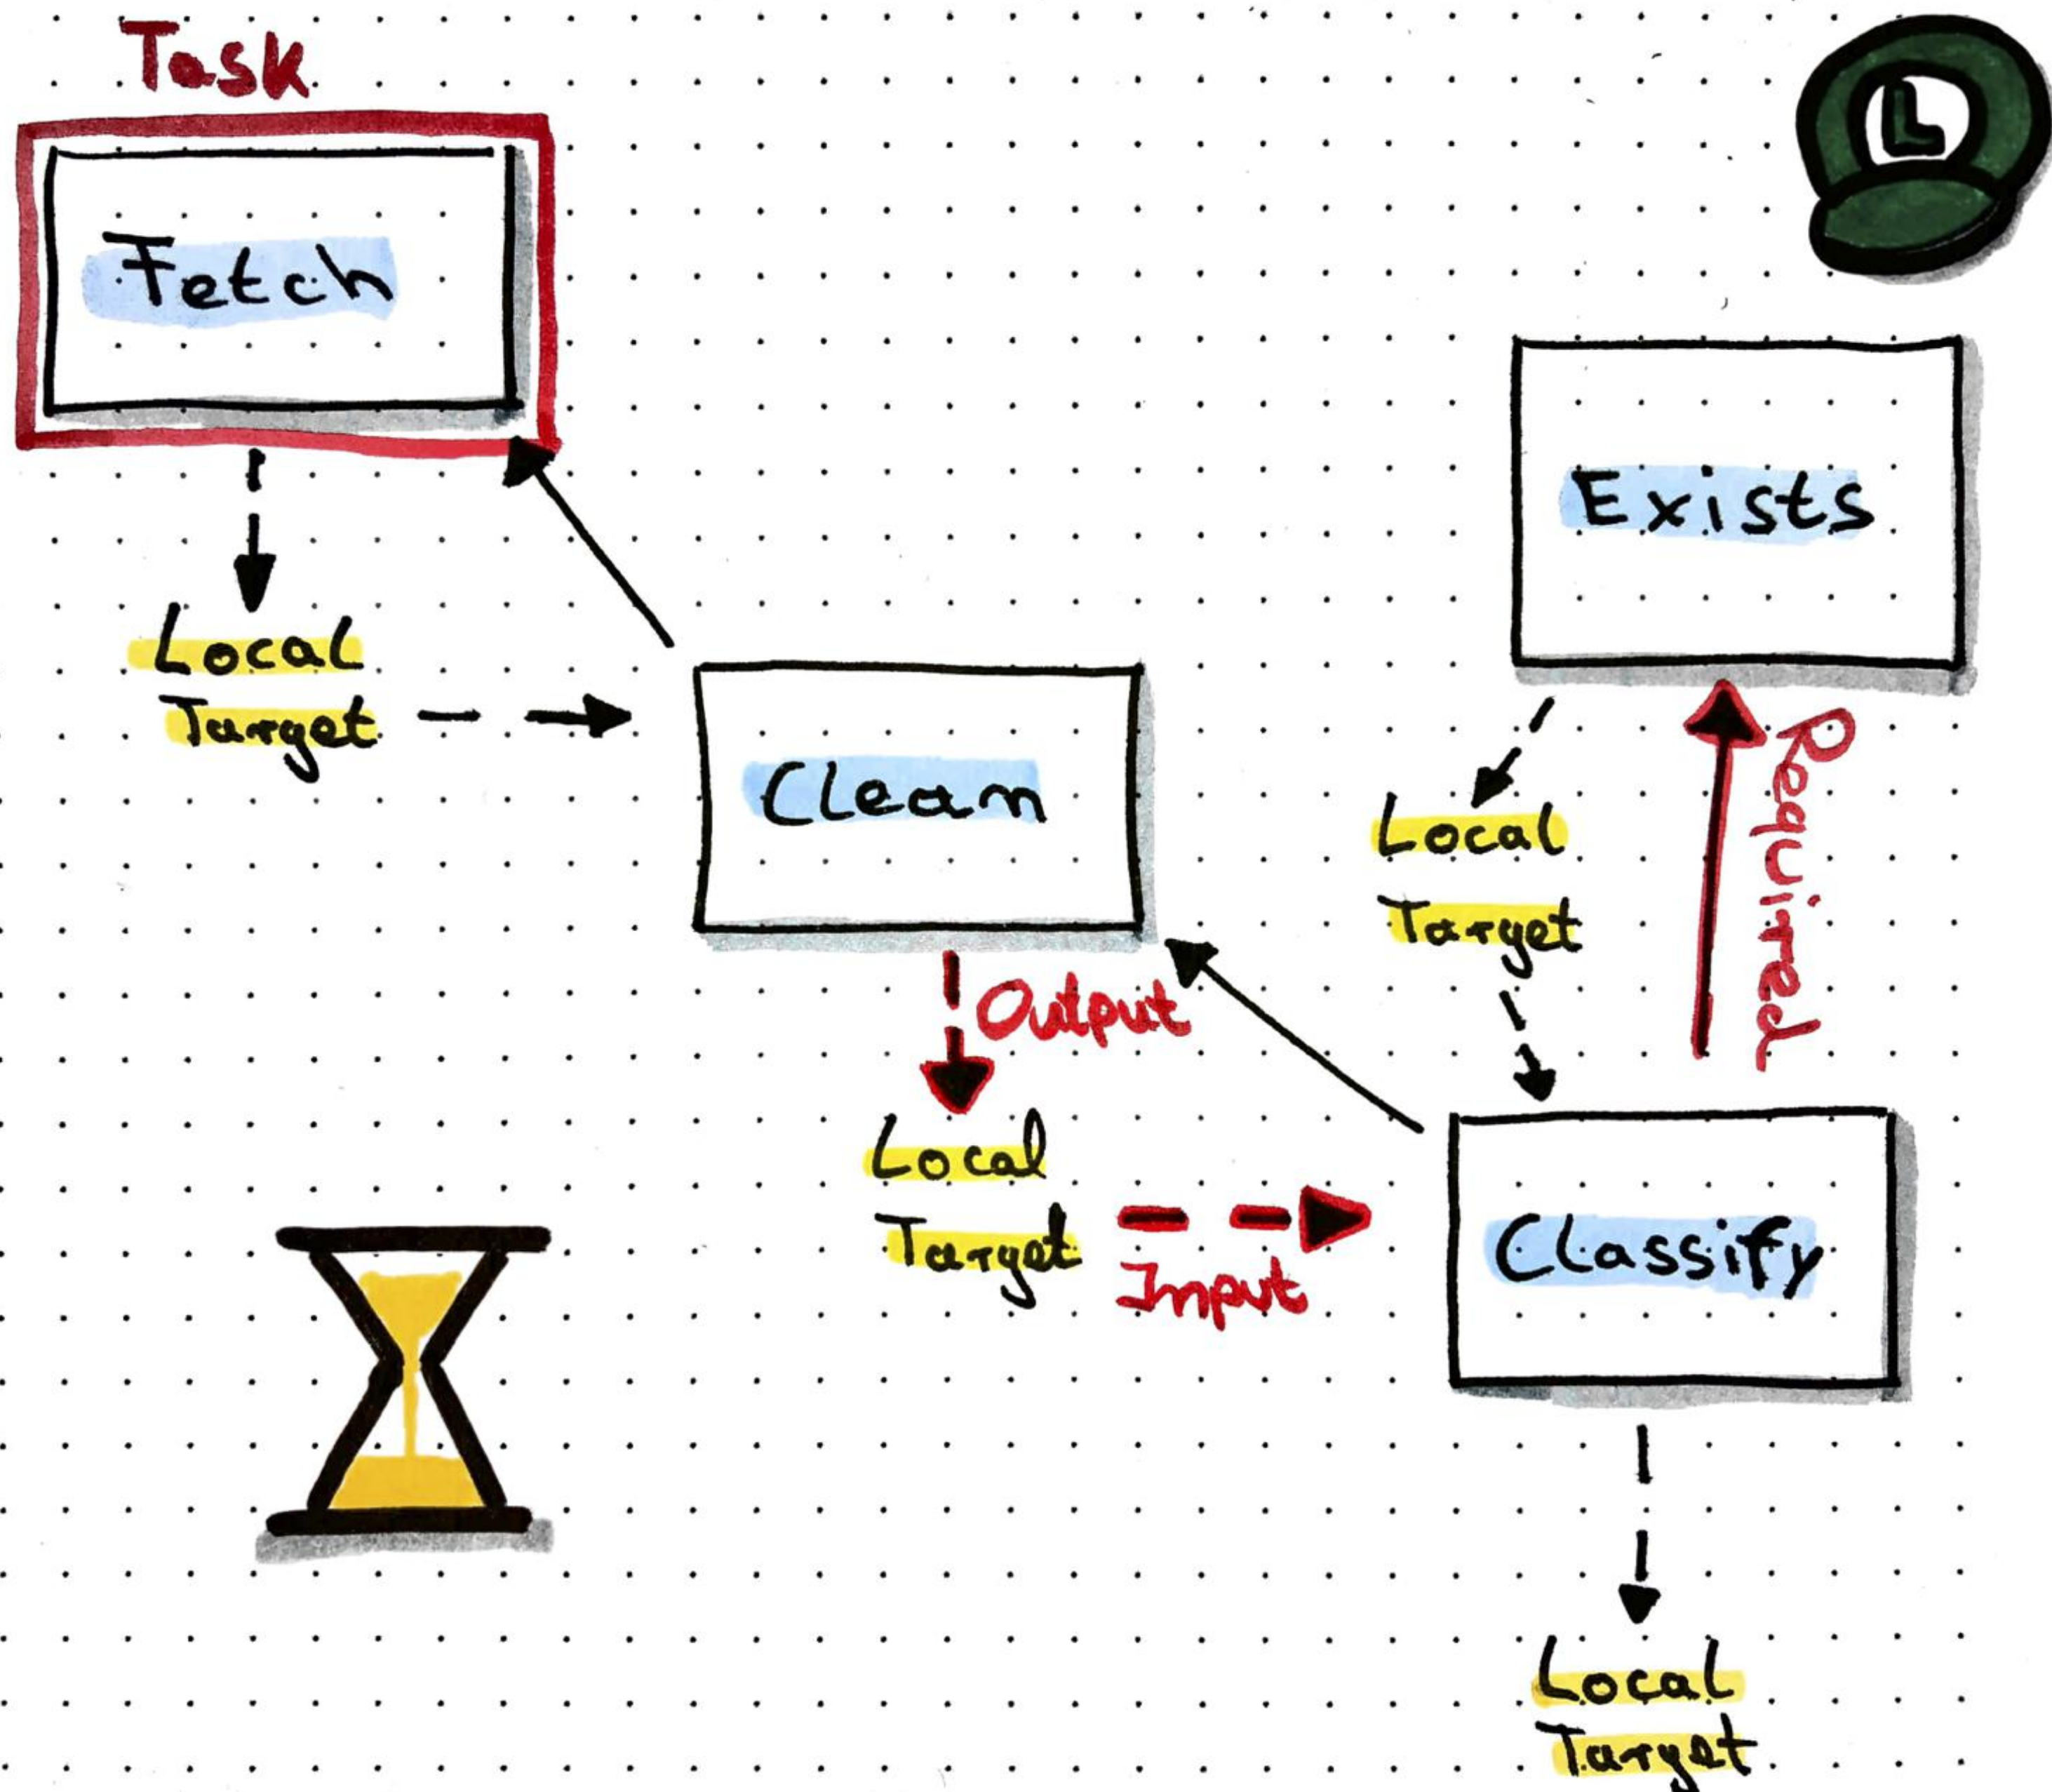 Task
L
Fetch
Exists
Local
Target
Clean
Local
Target
Required
Output
Local
Target
Input
Classify
Local
Target